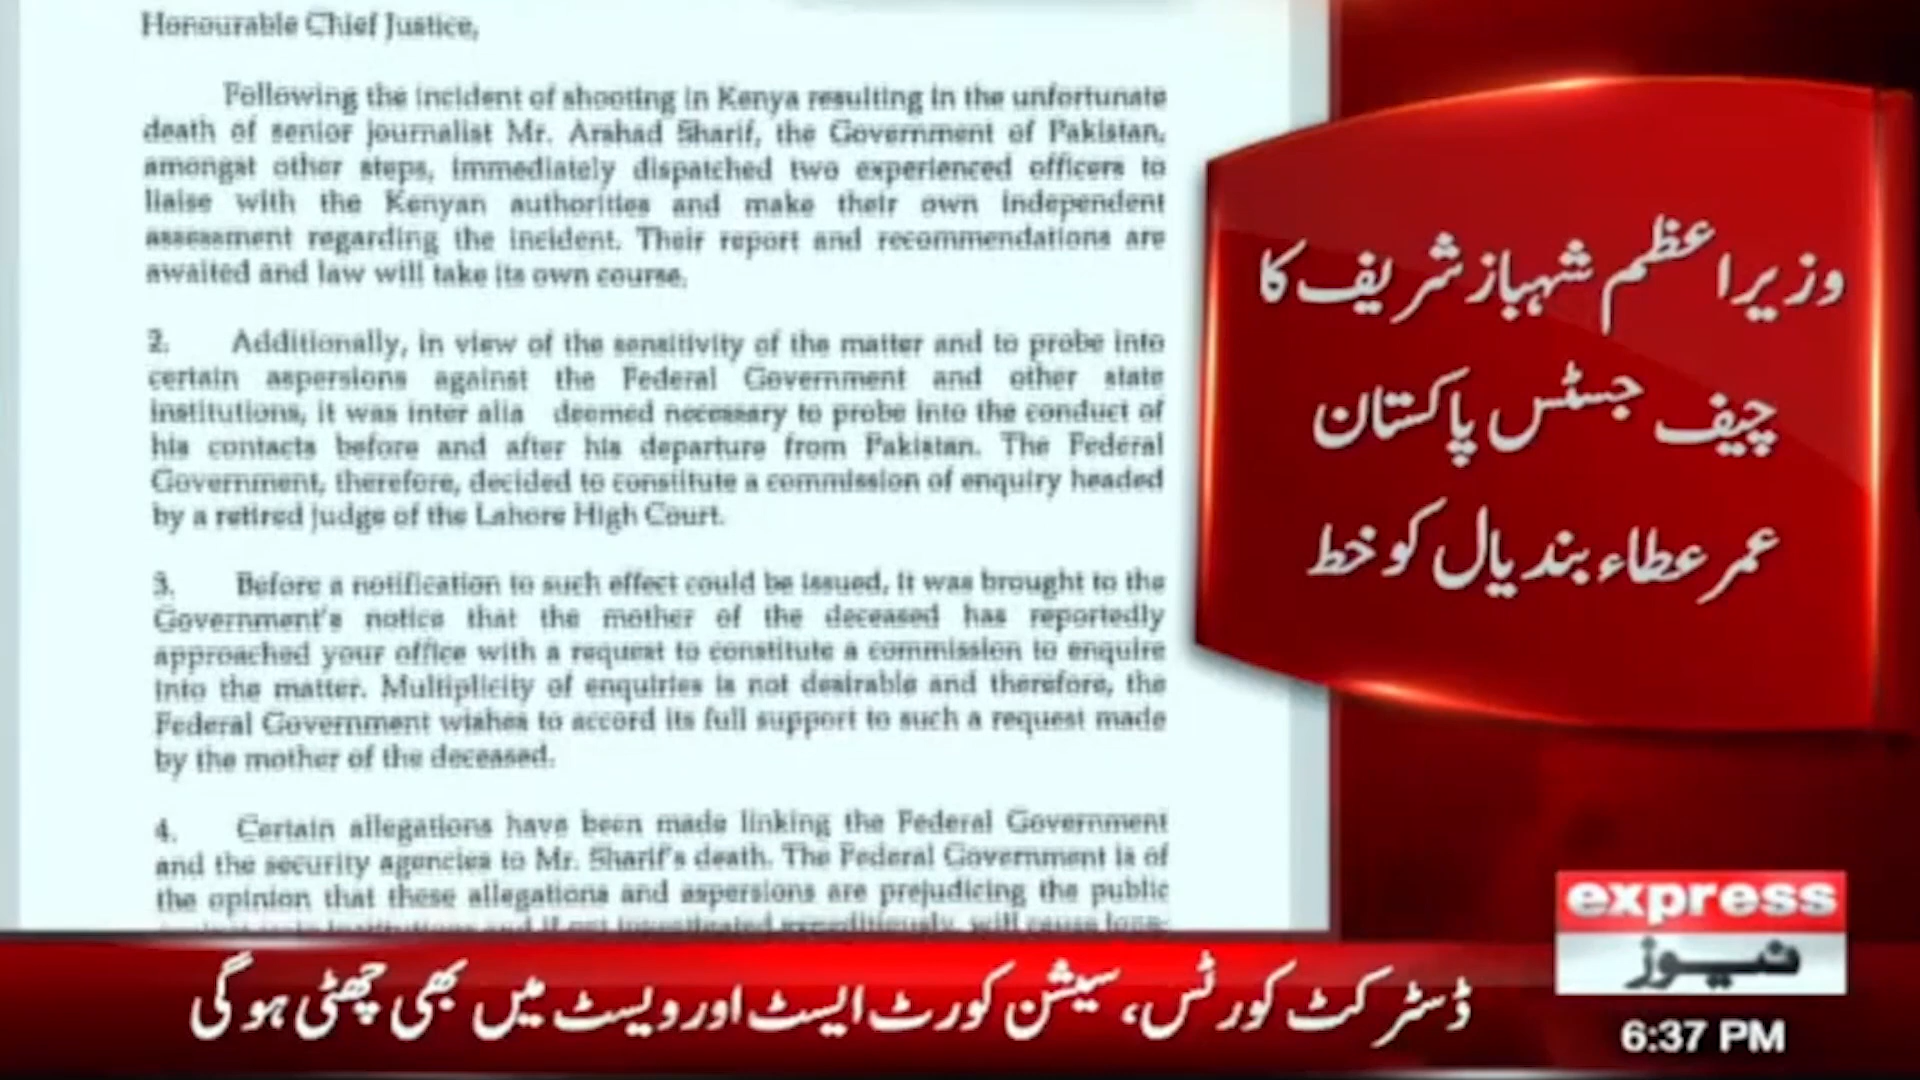 Honourable Chief Justice,
Following the incident of shooting in Kenya resulting in the unfortunate
death of senior journalist Mr. Arshad Sharif, the Government of Pakistan,
amongst other steps, immediately dispatched two experienced officers to
liaise with the Kenyan authorities and make their own independent
assessment regarding the incident. Their report and recommendations are
awaited and law will take its own course.
2. Additionally, in view of the sensitivity of the matter and to probe into
certain aspersions against the Federal Government and other state
institutions, it was inter alia deemed necessary to probe into the conduct of
his contacts before and after his departure from Pakistan. The Federal
Government, therefore, decided to constitute a commission of enquiry headed
by a retired judge of the Lahore High Court.
3. Before a notification to such effect could be issued, it was brought to the
Government's notice that the mother of the deceased has reportedly
approached your office with a request to constitute a commission to enquire
into the matter. Multiplicity of enquiries is not desirable and therefore, the
Federal Government wishes to accord its full support to such a request made
by the mother of the deceased.
4. Certain allegations have been made linking the Federal Government
and the security agencies to Mr. Sharif's death. The Federal Government is of
the opinion that these allegations and aspersions are prejudicing the public
and if not investigated expeditiously, will cause long-
وزیراعظم شہباز شریف کا
چیف جسٹس پاکستان
عمر عطاء بندیال کو خط
express
نیوز
6:37 PM
ڈسٹرکٹ کورٹس، سیشن کورٹ ایسٹ اور ویسٹ میں بھی چھٹی ہوگی